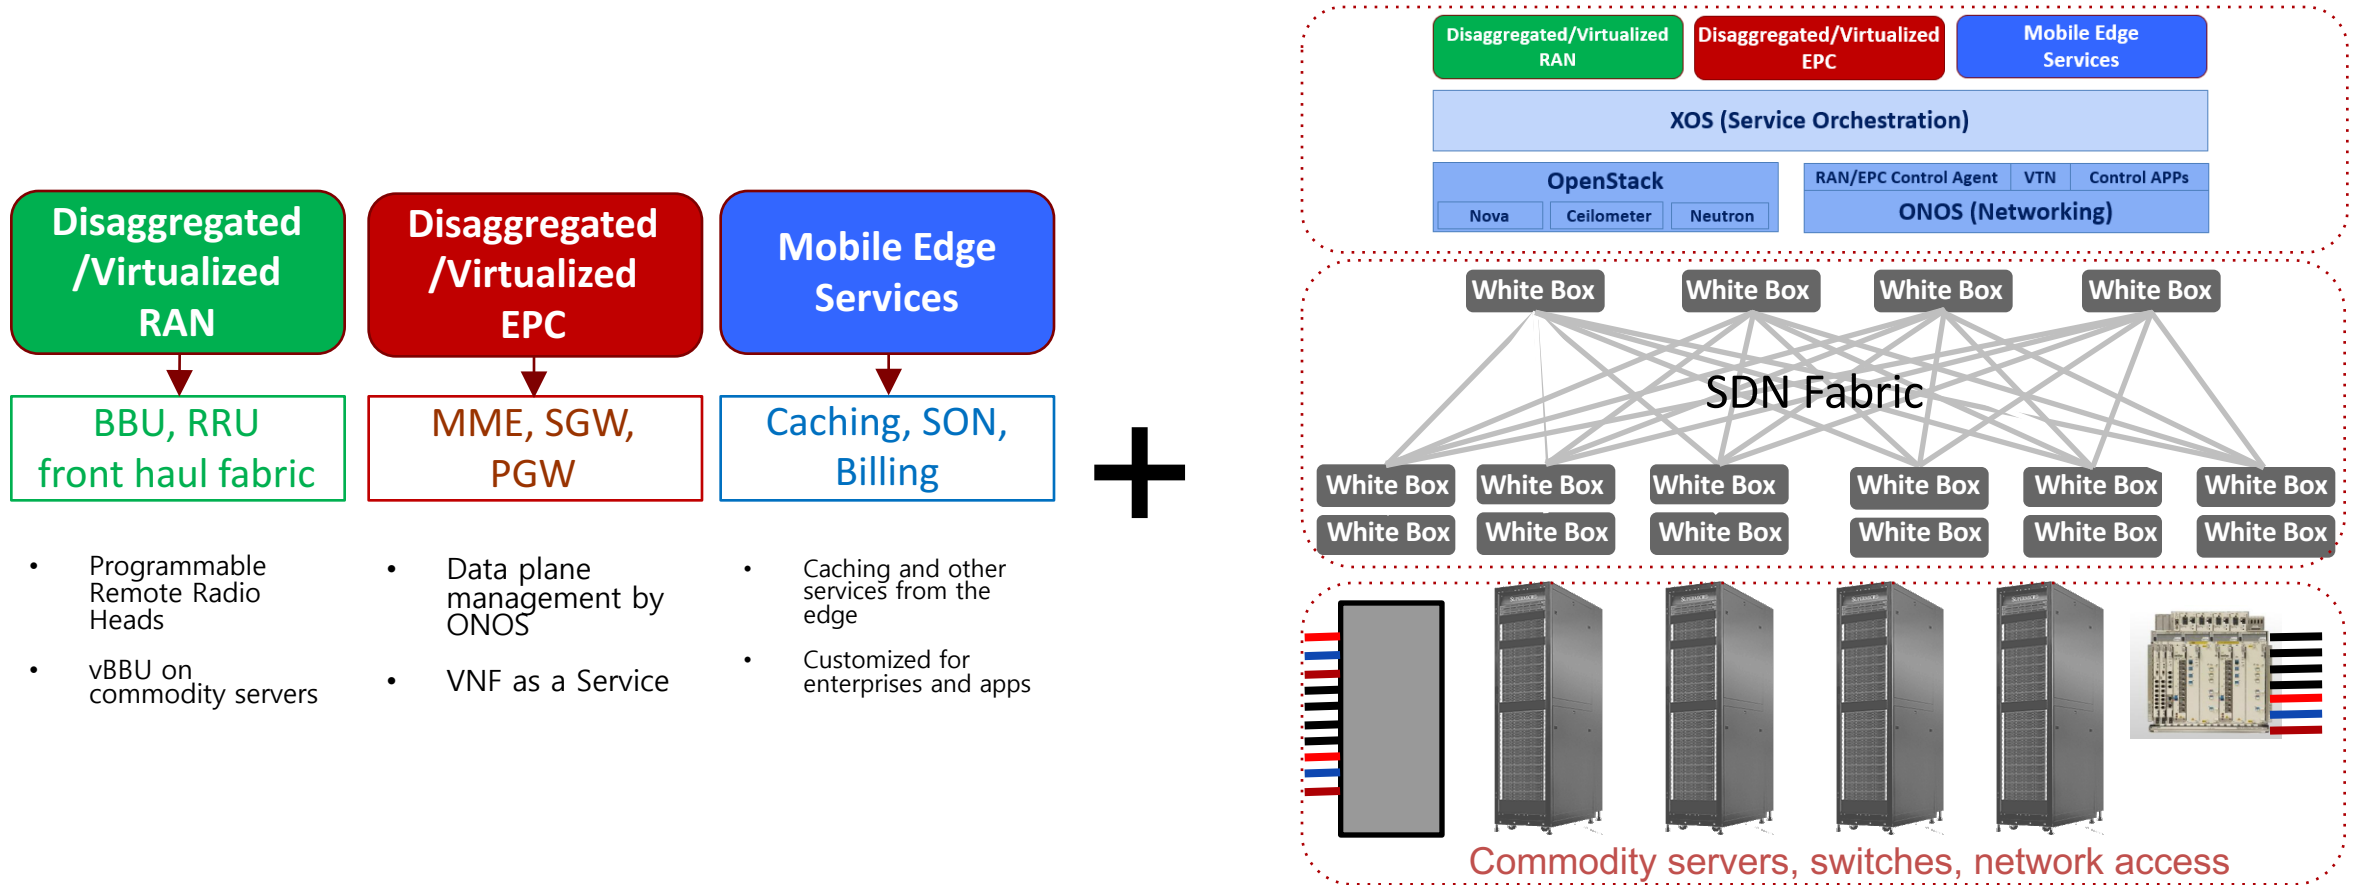 Disaggregated
/Virtualized
RAN
BBU, RRU
front haul fabric
• Programmable
Remote Radio
Heads
• vBBU on
commodity servers
Disaggregated
/Virtualized
EPC
MME, SGW,
PGW
• Data plane
management by
ONOS
• VNF as a Service
Mobile Edge
Services
Caching, SON,
Billing
• Caching and other
services from the
edge
• Customized for
enterprises and apps
+
Disaggregated/Virtualized
RAN
Disaggregated/Virtualized
EPC
Mobile Edge
Services
XOS (Service Orchestration)
OpenStack
Nova
Ceilometer
Neutron
RAN/EPC Control Agent
VTN
Control APPs
ONOS (Networking)
White Box
White Box
White Box
White Box
SDN Fabric
White Box
White Box
White Box
White Box
White Box
White Box
White Box
White Box
White Box
White Box
White Box
White Box
Commodity servers, switches, network access